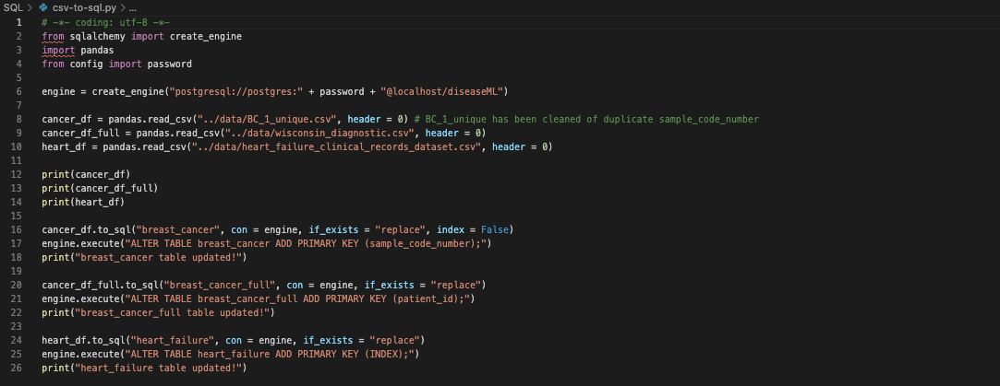 SQL > csv-to-sql.py > ...
1 # -*- coding: utf-8 -*-
2 from sqlalchemy import create_engine
3 import pandas
4 from config import password
5
6 engine = create_engine("postgresql://postgres:" + password + "@localhost/diseaseML")
7
8 cancer_df = pandas.read_csv("../data/BC_1_unique.csv", header = 0) # BC_1_unique has been cleaned of duplicate sample_code_number
9 cancer_df_full = pandas.read_csv("../data/wisconsin_diagnostic.csv", header = 0)
10 heart_df = pandas.read_csv("../data/heart_failure_clinical_records_dataset.csv", header = 0)
11
12 print(cancer_df)
13 print(cancer_df_full)
14 print(heart_df)
15
16 cancer_df.to_sql("breast_cancer", con = engine, if_exists = "replace", index = False)
17 engine.execute("ALTER TABLE breast_cancer ADD PRIMARY KEY (sample_code_number);")
18 print("breast_cancer table updated!")
19
20 cancer_df_full.to_sql("breast_cancer_full", con = engine, if_exists = "replace")
21 engine.execute("ALTER TABLE breast_cancer_full ADD PRIMARY KEY (patient_id);")
22 print("breast_cancer_full table updated!")
23
24 heart_df.to_sql("heart_failure", con = engine, if_exists = "replace")
25 engine.execute("ALTER TABLE heart_failure ADD PRIMARY KEY (INDEX);")
26 print("heart_failure table updated!")